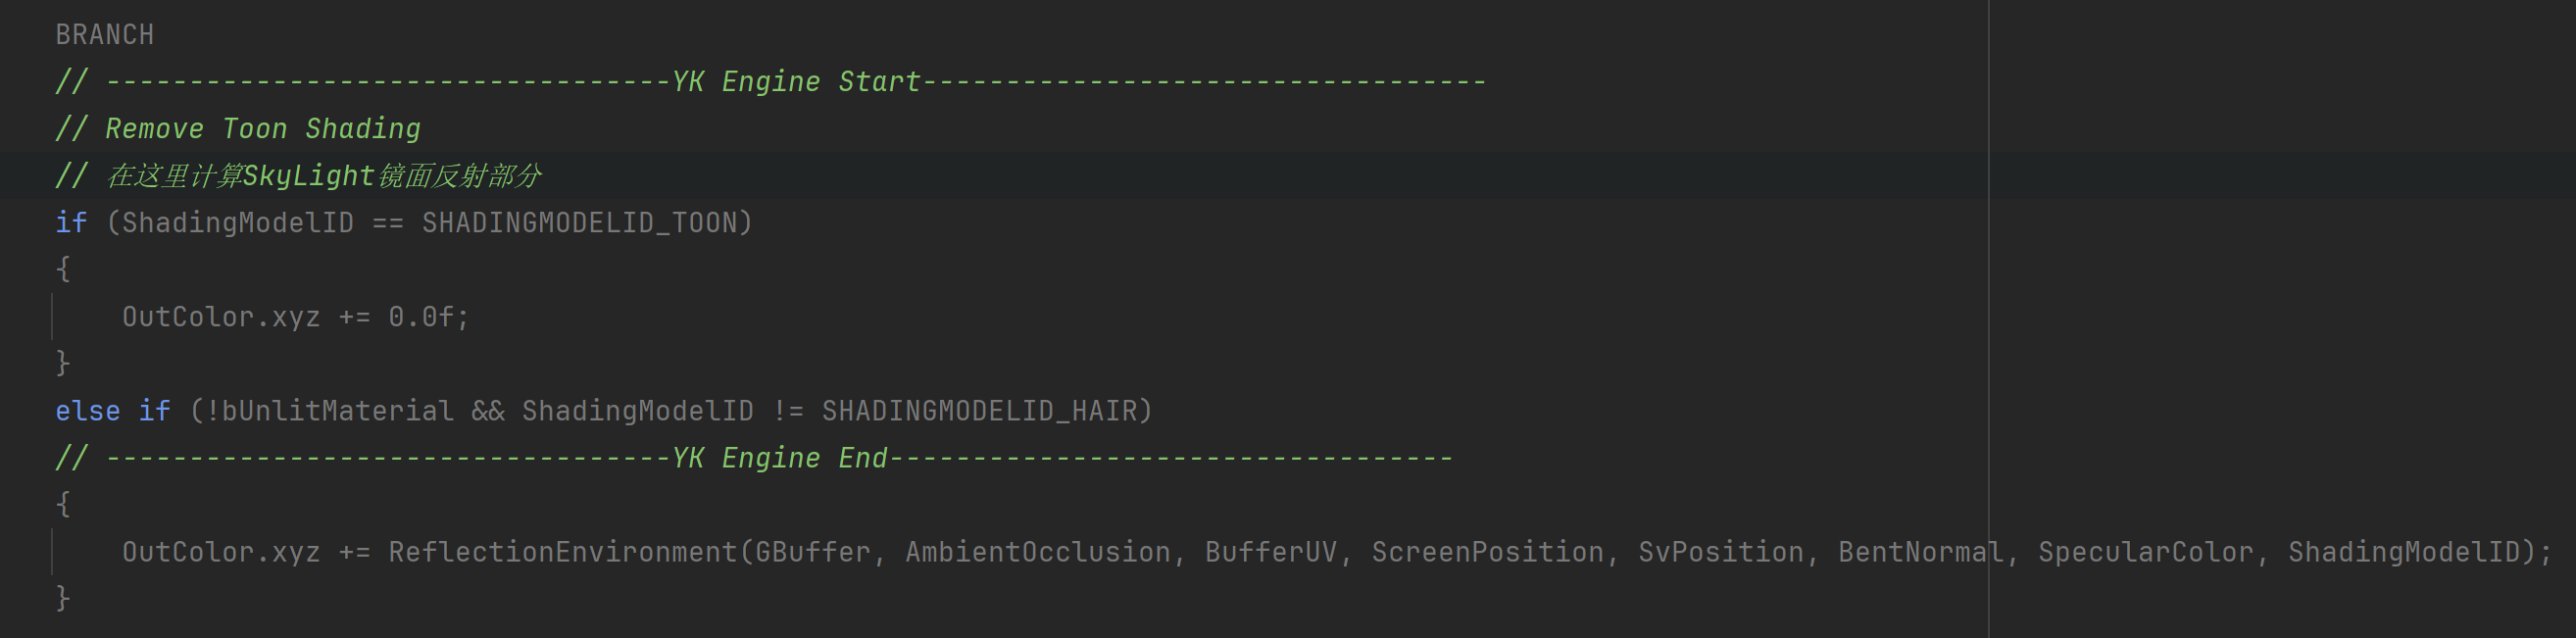 BRANCH
// ----------------------------------YK Engine Start----------------------------------
// Remove Toon Shading
// 在这里计算SkyLight镜面反射部分
if (ShadingModelID == SHADINGMODELID_TOON)
{
    OutColor.xyz += 0.0f;
}
else if (!bUnlitMaterial && ShadingModelID != SHADINGMODELID_HAIR)
// ----------------------------------YK Engine End----------------------------------
{
    OutColor.xyz += ReflectionEnvironment(GBuffer, AmbientOcclusion, BufferUV, ScreenPosition, SvPosition, BentNormal, SpecularColor, ShadingModelID);
}